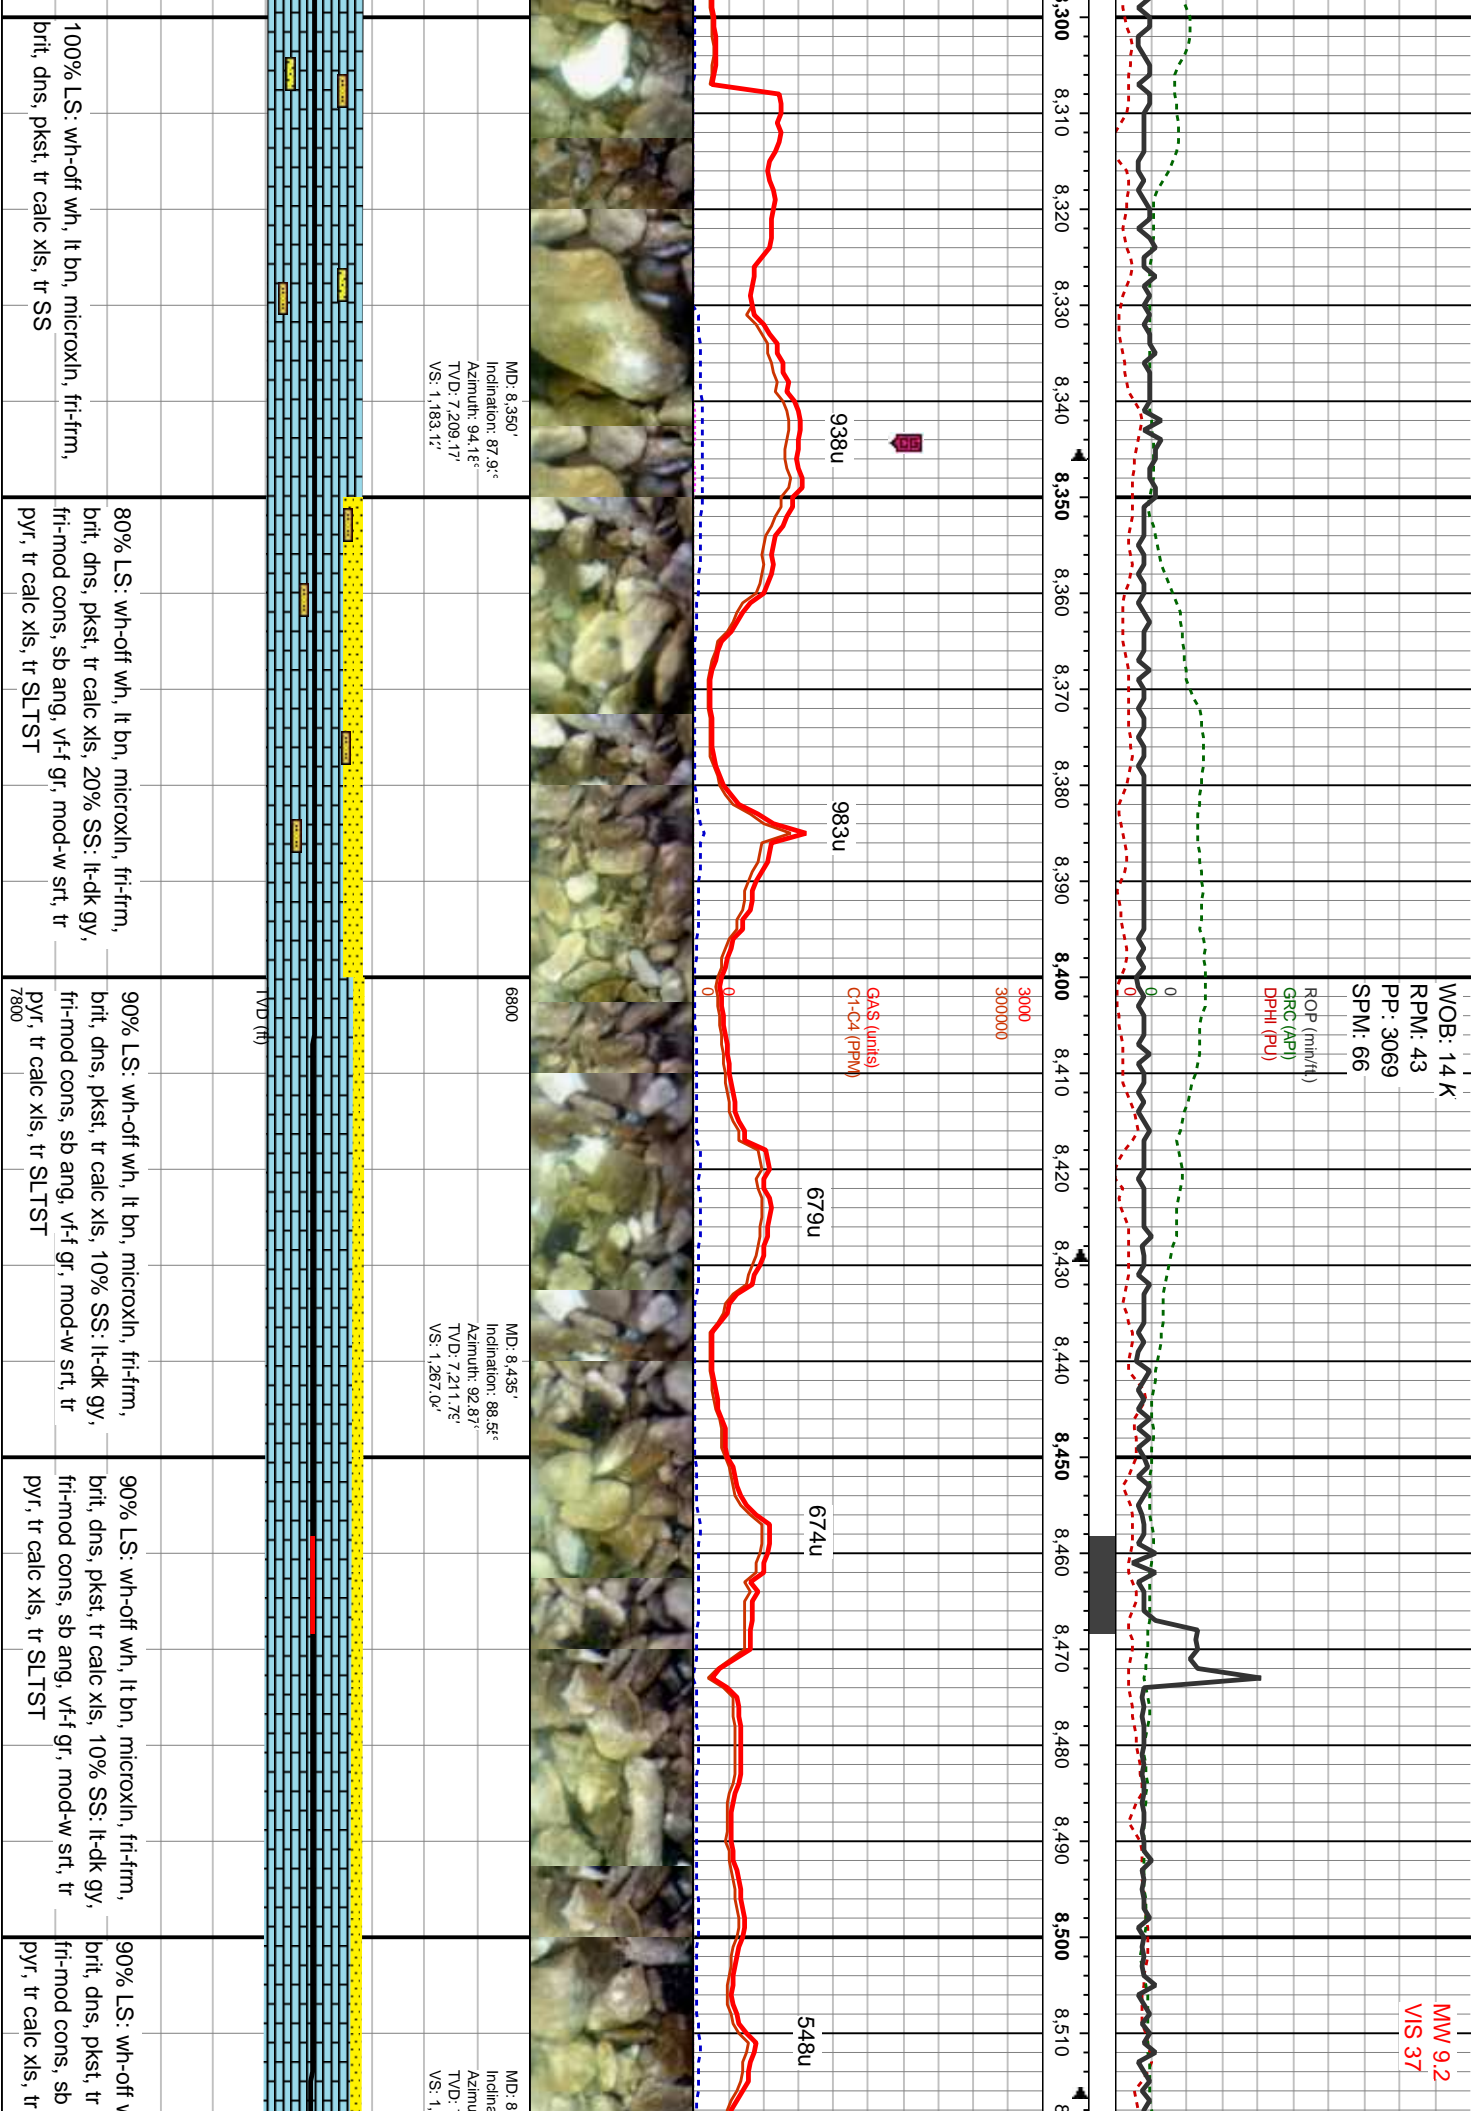 WOB: 14 K
RPM: 43
PP: 3069
SPM: 66
MW 9.2
VIS 37
ROP (min/ft.)
GRC (API)
DPHI (PU)
0
0
0
8,300
8,310
8,320
8,330
8,340
8,350
8,360
8,370
8,380
8,390
8,400
8,410
8,420
8,430
8,440
8,450
8,460
8,470
8,480
8,490
8,500
8,510
3000
300000
GAS (units)
C1-C4 (PPM)
0
0
938u
983u
679u
674u
548u
MD: 8,350'
Inclination: 87.9
Azimuth: 94.18
TVD: 7,209.17'
VS: 1,183.12'
6800
MD: 8,435'
Inclination: 88.5
Azimuth: 92.87
TVD: 7,211.79'
VS: 1,267.04'
MD: 8
Inclina
Azimu
TVD:
VS: 1,
TVD (ft)
7800
100% LS: wh-off wh, lt bn, microxln, fri-frm,
brit, dns, pkst, tr calc xls, tr SS
80% LS: wh-off wh, lt bn, microxln, fri-frm,
brit, dns, pkst, tr calc xls, 20% SS: lt-dk gy,
fri-mod cons, sb ang, vf-f gr, mod-w srt, tr
pyr, tr calc xls, tr SLTST
90% LS: wh-off wh, lt bn, microxln, fri-frm,
brit, dns, pkst, tr calc xls, 10% SS: lt-dk gy,
fri-mod cons, sb ang, vf-f gr, mod-w srt, tr
pyr, tr calc xls, tr SLTST
90% LS: wh-off wh, lt bn, microxln, fri-frm,
brit, dns, pkst, tr calc xls, 10% SS: lt-dk gy,
fri-mod cons, sb ang, vf-f gr, mod-w srt, tr
pyr, tr calc xls, tr SLTST
90% LS: wh-off
brit, dns, pkst, tr
fri-mod cons, sb
pyr, tr calc xls, tr